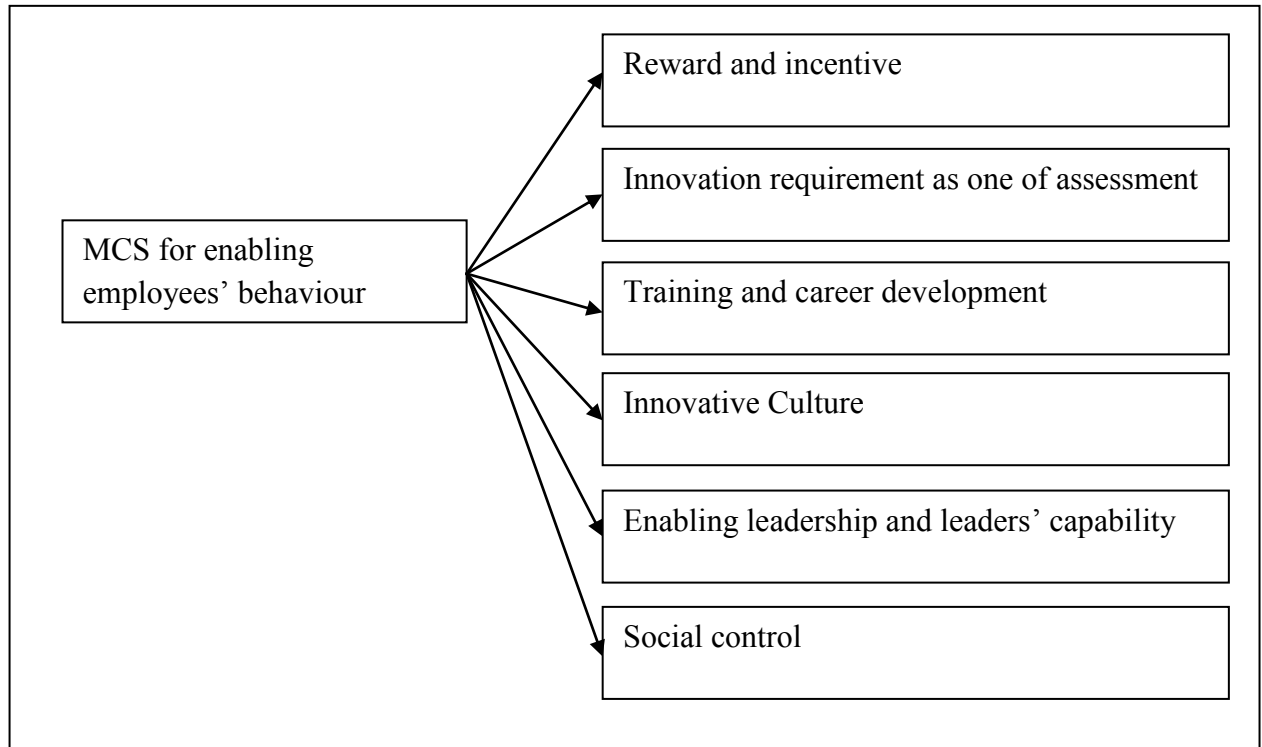 MCS for enabling
employees’ behaviour
Reward and incentive
Innovation requirement as one of assessment
Training and career development
Innovative Culture
Enabling leadership and leaders’ capability
Social control